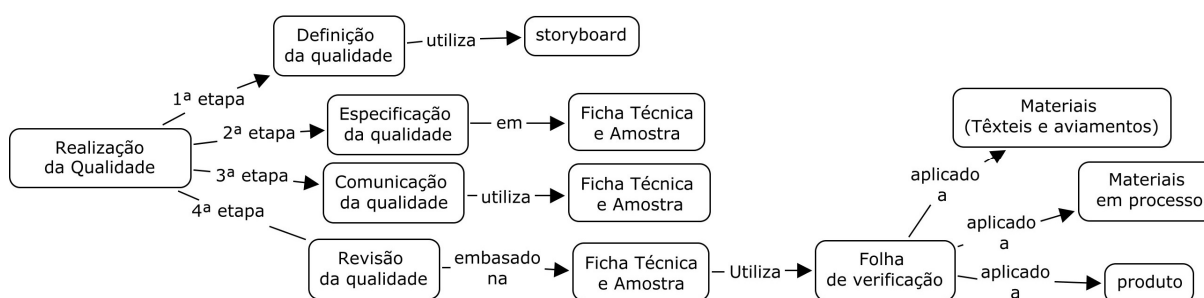 Realização
da Qualidade
1ª etapa
Definição
da qualidade
utiliza
storyboard
2ª etapa
Especificação
da qualidade
em
Ficha Técnica
e Amostra
3ª etapa
Comunicação
da qualidade
utiliza
Ficha Técnica
e Amostra
4ª etapa
Revisão
da qualidade
embasado
na
Ficha Técnica
e Amostra
Utiliza
Folha
de verificação
aplicado
a
Materiais
(Têxteis e aviamentos)
aplicado
a
Materiais
em processo
aplicado
a
produto